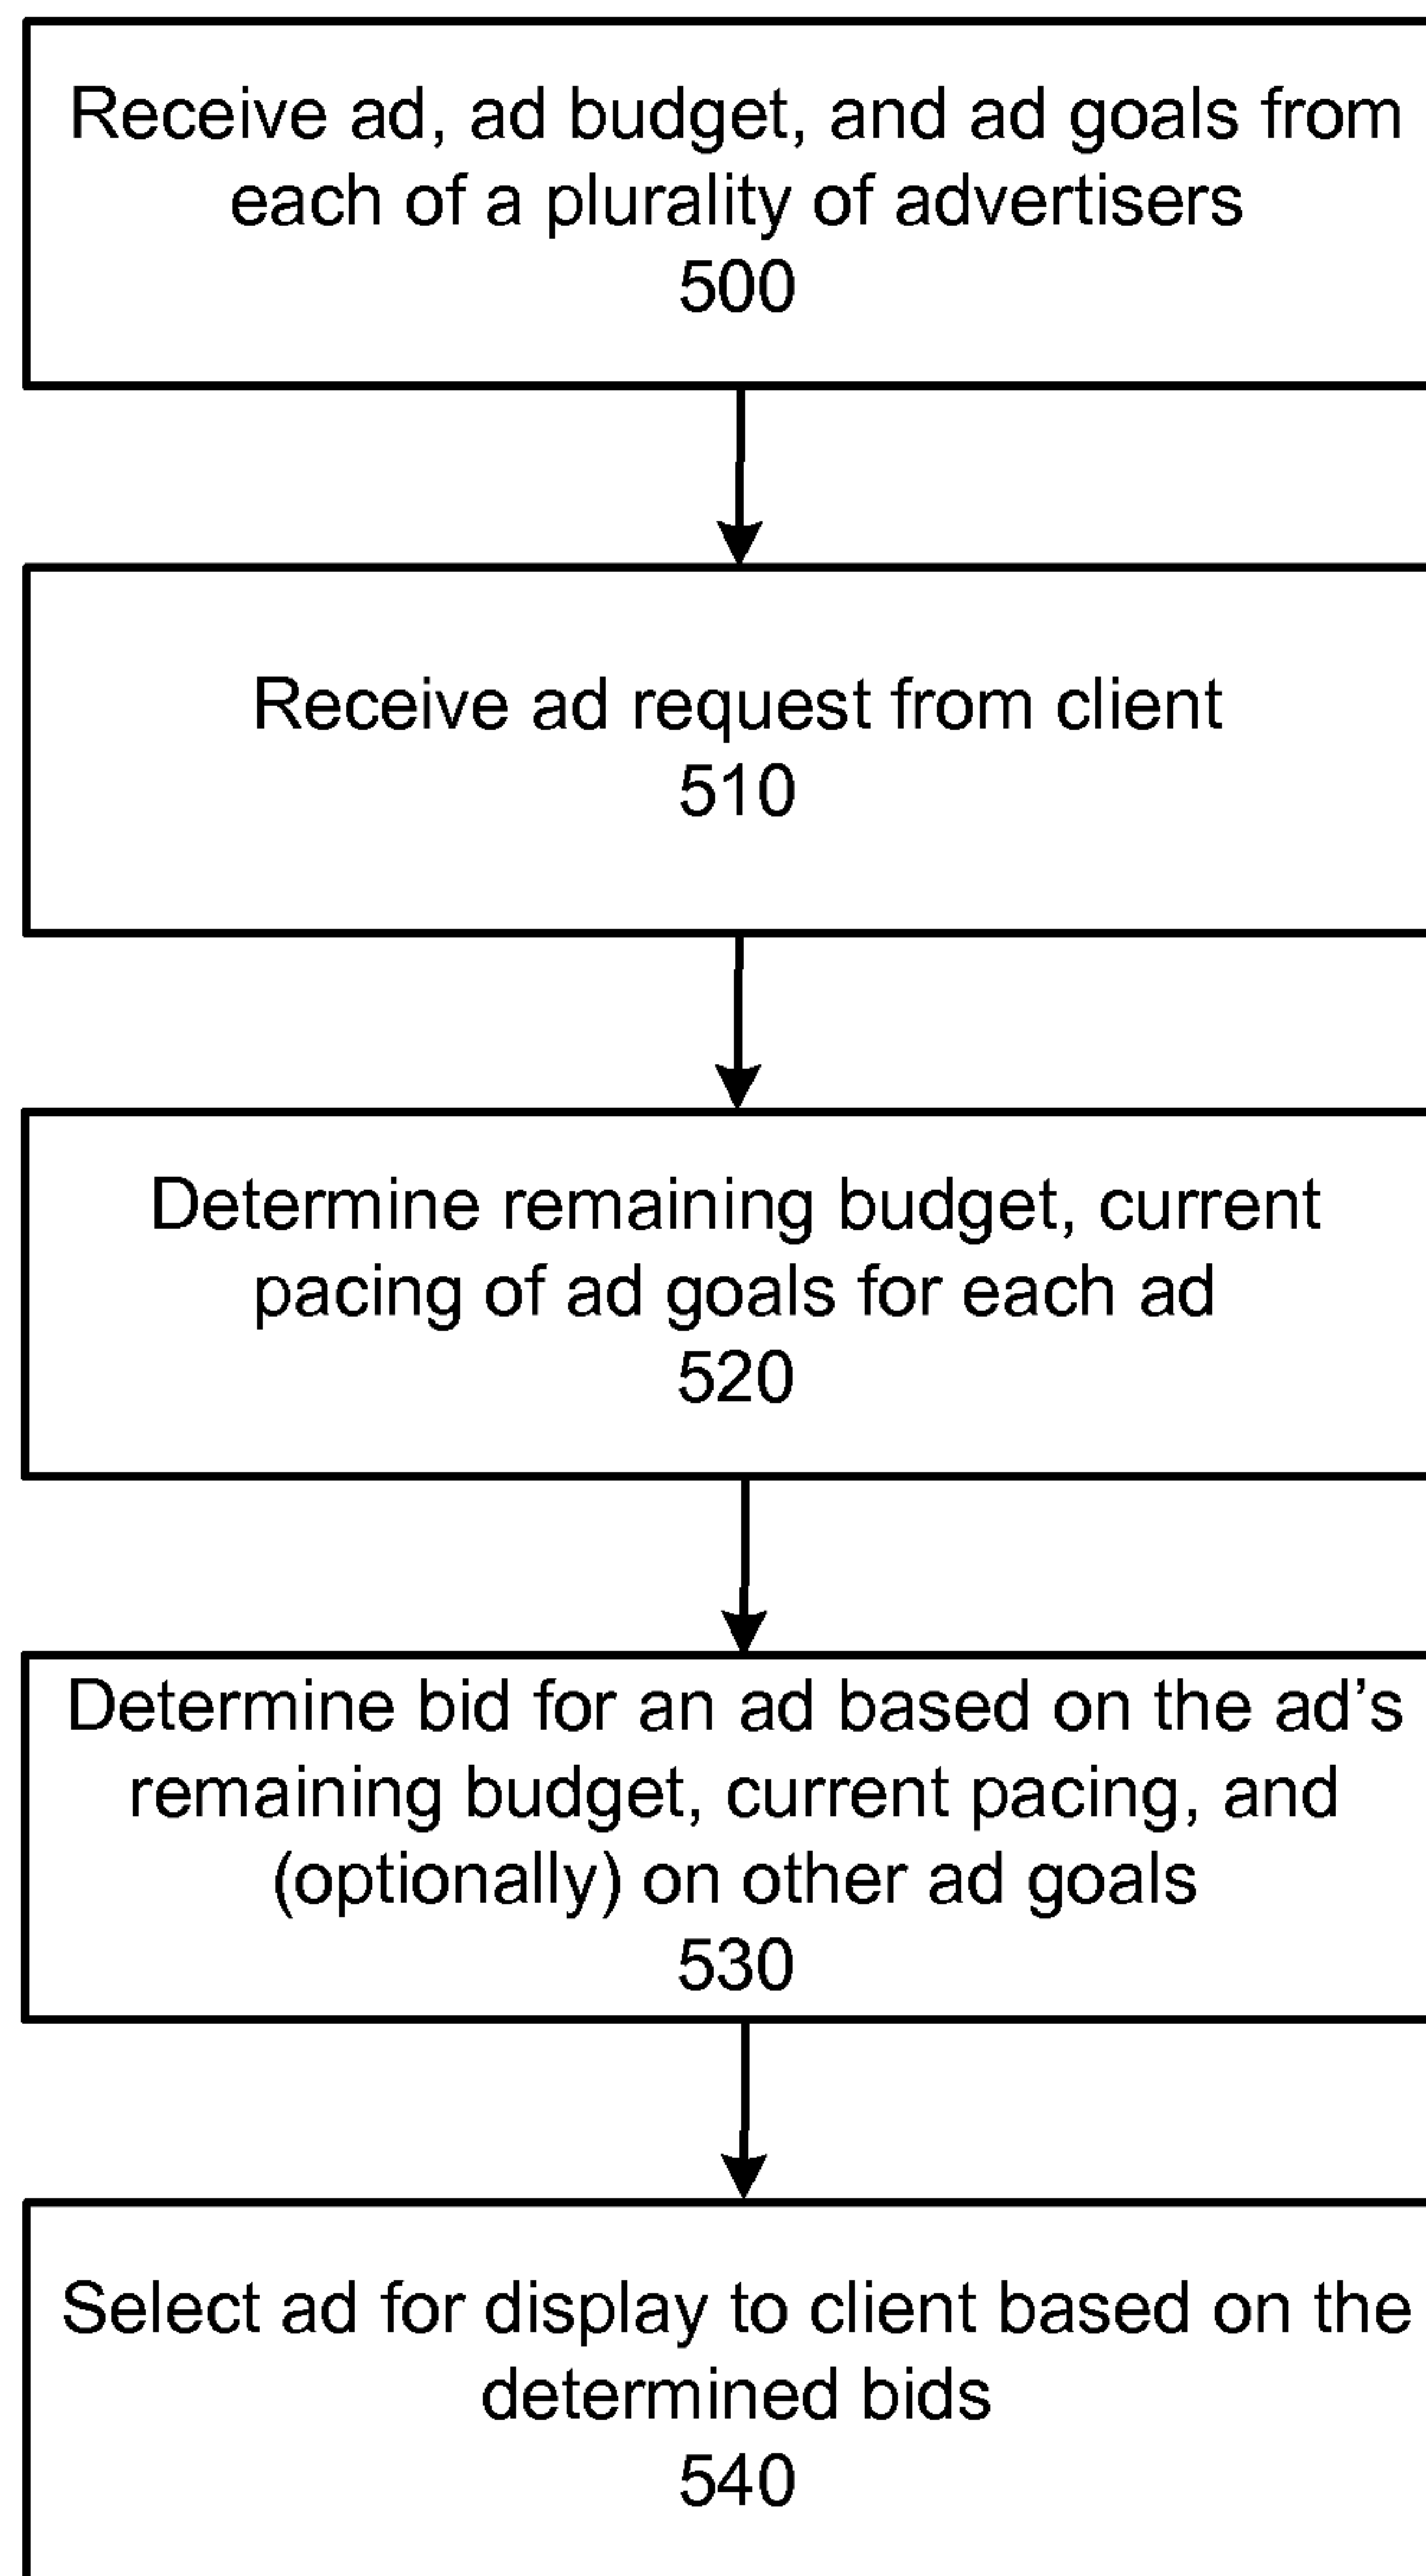 Receive ad, ad budget, and ad goals from
each of a plurality of advertisers
500
Receive ad request from client
510
Determine remaining budget, current
pacing of ad goals for each ad
520
Determine bid for an ad based on the ad’s
remaining budget, current pacing, and
(optionally) on other ad goals
530
Select ad for display to client based on the
determined bids
540